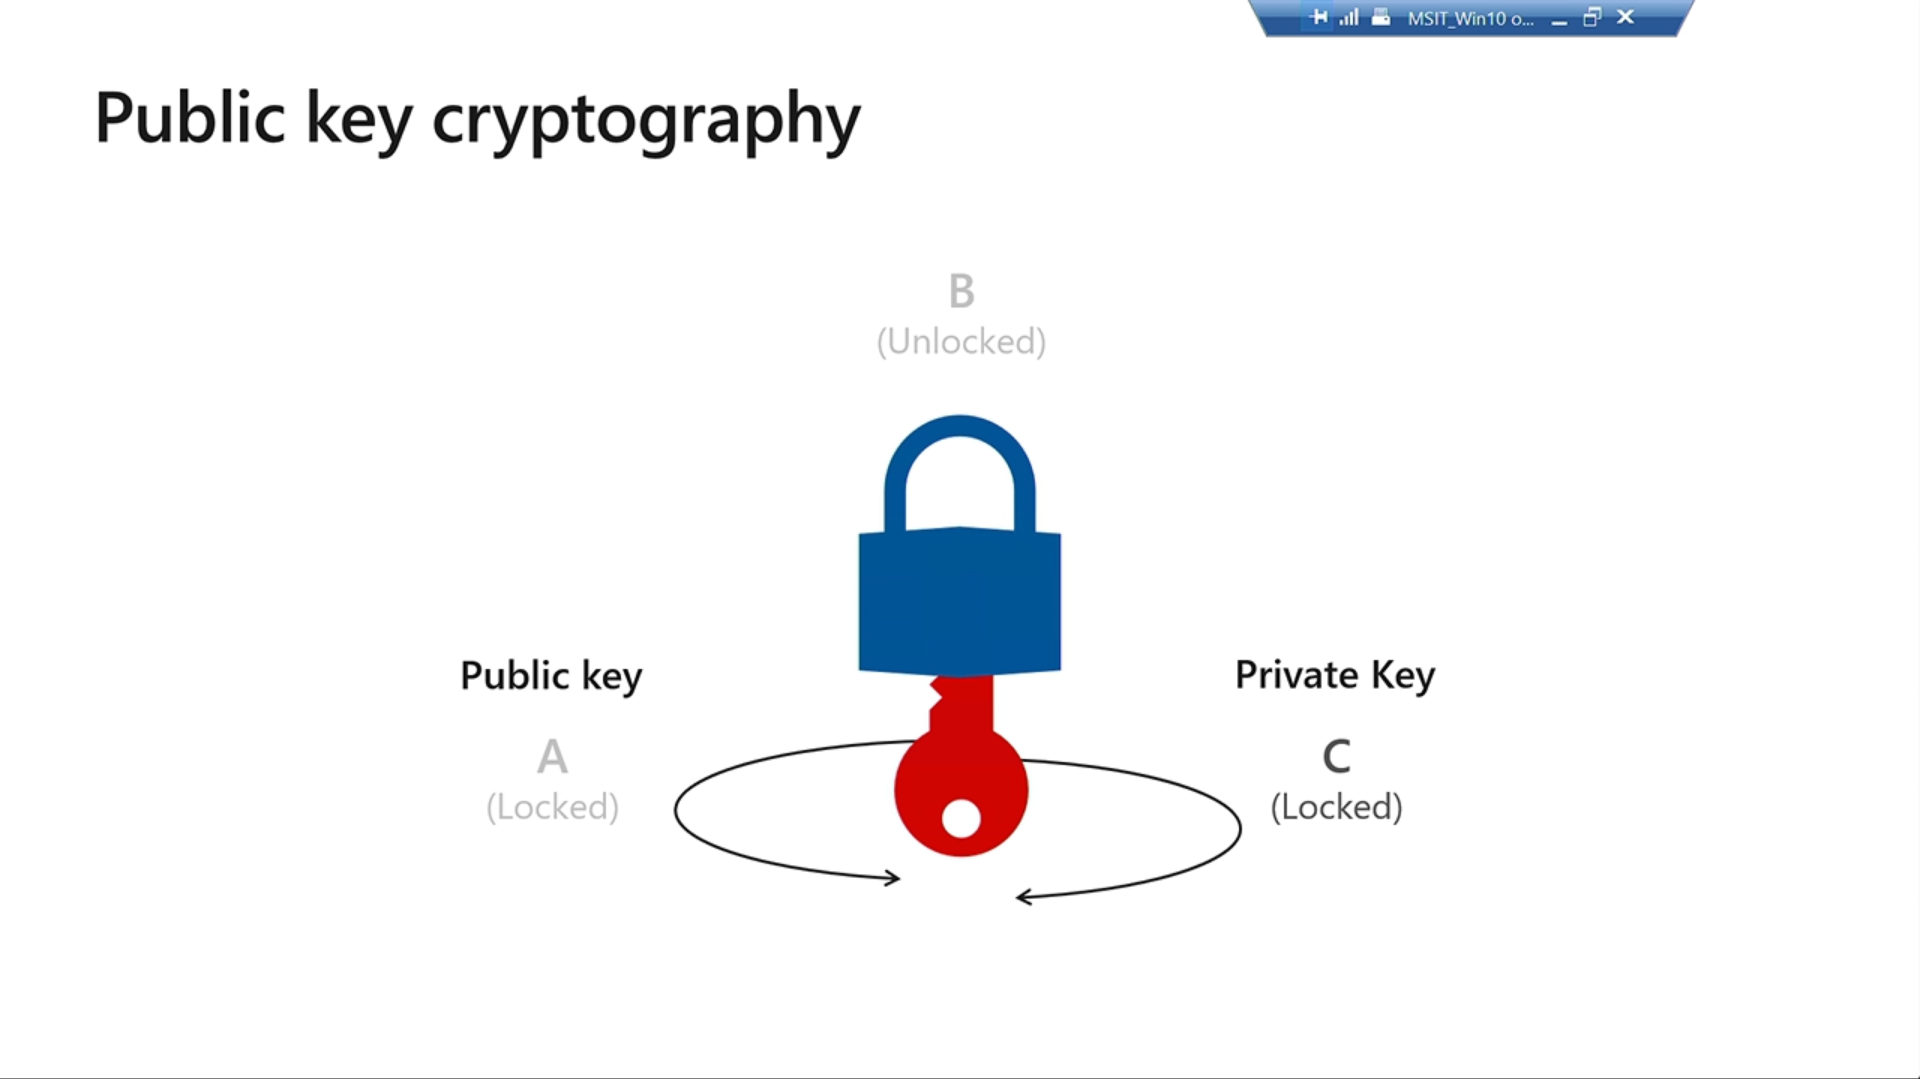 MSIT_Win10 o...
Public key cryptography
B
(Unlocked)
Public key
Private Key
A
C
(Locked)
(Locked)